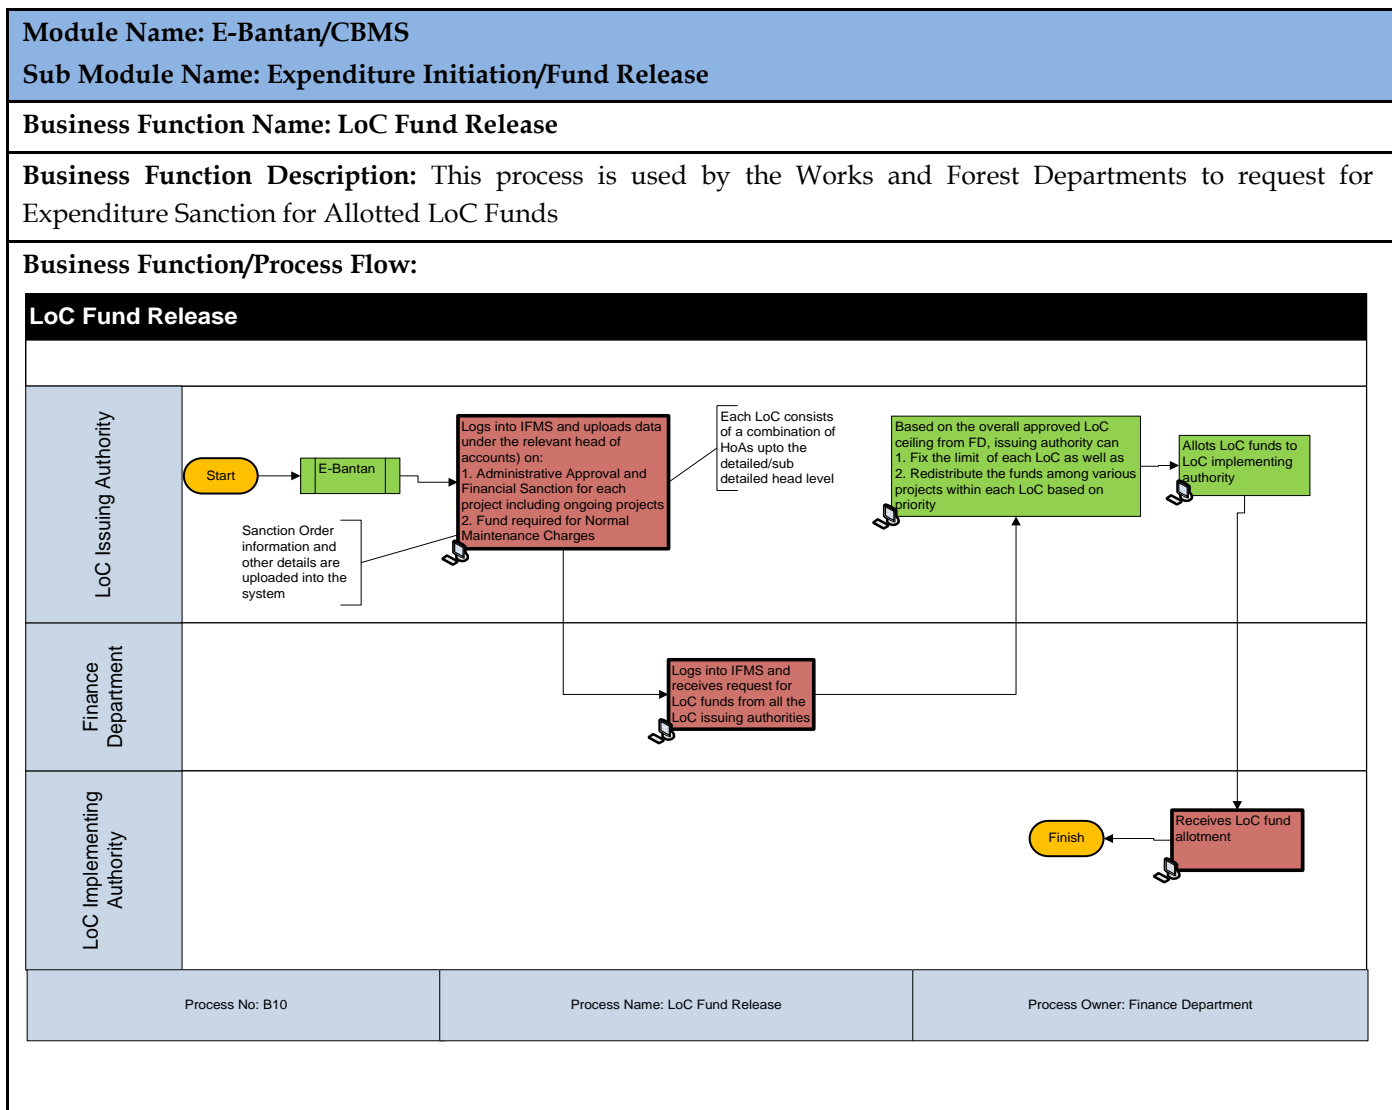 Module Name: E-Bantan/CBMS
Sub Module Name: Expenditure Initiation/Fund Release
Business Function Name: LoC Fund Release
Business Function Description: This process is used by the Works and Forest Departments to request for
Expenditure Sanction for Allotted LoC Funds
Business Function/Process Flow:
LoC Fund Release
LoC Issuing Authority
Start
E-Bantan
Sanction Order
information and
other details are
uploaded into the
system
Logs into IFMS and uploads data
under the relevant head of
accounts) on:
1. Administrative Approval and
Financial Sanction for each
project including ongoing projects
2. Fund required for Normal
Maintenance Charges
Each LoC consists
of a combination of
HoAs upto the
detailed/sub
detailed head level
Based on the overall approved LoC
ceiling from FD, issuing authority can
1. Fix the limit of each LoC as well as
2. Redistribute the funds among various
projects within each LoC based on
priority
Allots LoC funds to
LoC implementing
authority
Finance
Department
Logs into IFMS and
receives request for
LoC funds from all the
LoC issuing authorities
LoC Implementing
Authority
Finish
Receives LoC fund
allotment
Process No: B10
Process Name: LoC Fund Release
Process Owner: Finance Department